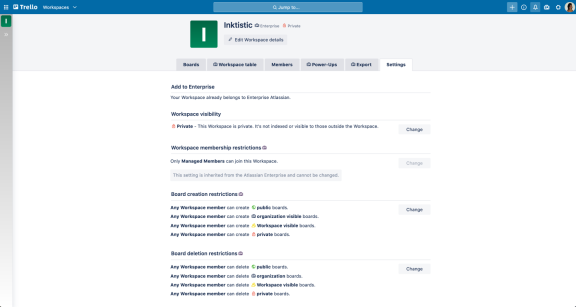 Trello Workspaces
Q Jump to...
I
I
Inktistic Enterprise Private
Edit Workspace details
Boards Workspace table Members Power-Ups Export Settings
Add to Enterprise
Your Workspace already belongs to Enterprise Atlassian.
Workspace visibility
Private - This Workspace is private. It's not indexed or visible to those outside the Workspace.
Change
Workspace membership restrictions
Only Managed Members can join this Workspace.
Change
This setting is inherited from the Atlassian Enterprise and cannot be changed.
Board creation restrictions
Any Workspace member can create public boards.
Change
Any Workspace member can create organization visible boards.
Any Workspace member can create Workspace visible boards.
Any Workspace member can create private boards.
Board deletion restrictions
Any Workspace member can delete public boards.
Change
Any Workspace member can delete organization boards.
Any Workspace member can delete Workspace visible boards.
Any Workspace member can delete private boards.